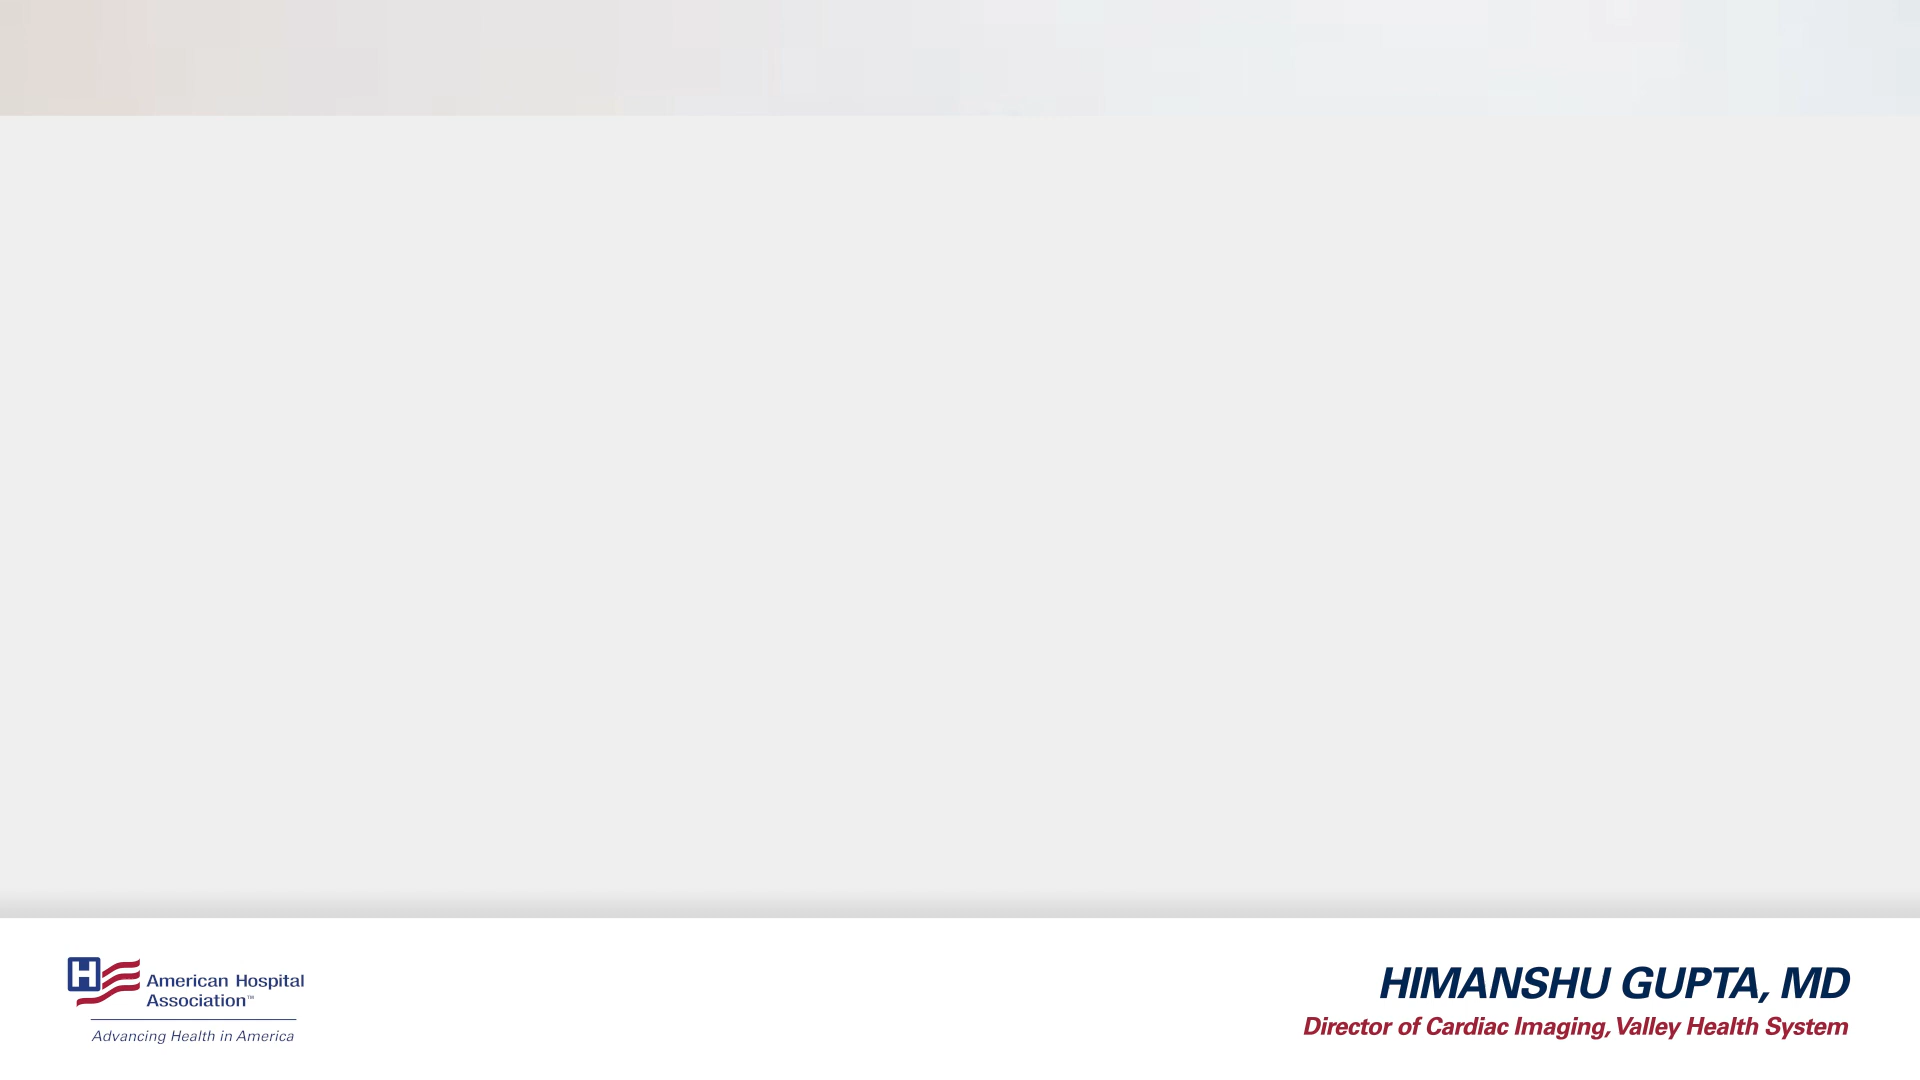 H
American Hospital
Association™
Advancing Health in America
HIMANSHU GUPTA, MD
Director of Cardiac Imaging, Valley Health System